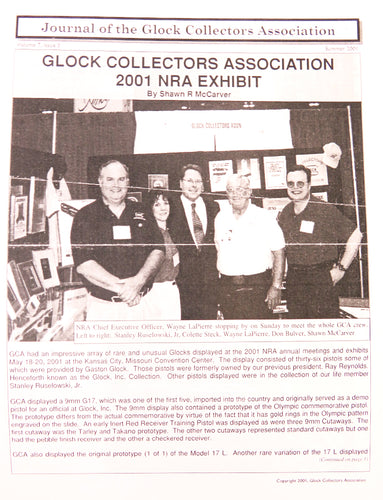 Journal of the Glock Collectors Association
Volume 7, Issue 2 Summer 2001
GLOCK COLLECTORS ASSOCIATION
2001 NRA EXHIBIT
By Shawn R McCarver
GLOCK COLLECTORS ASSN
NRA Chief Executive Officer, Wayne LaPierre stopping by on Sunday to meet the whole GCA crew.
Left to right: Stanley Ruselowski, Jr, Colette Steck, Wayne LaPierre, Don Bulver, Shawn McCarver
GCA had an impressive array of rare and unusual Glocks displayed at the 2001 NRA annual meetings and exhibits
May 18-20, 2001 at the Kansas City, Missouri Convention Center. The display consisted of thirty-six pistols some of
which were provided by Gaston Glock. Those pistols were formerly owned by our previous president, Ray Reynolds.
Henceforth known as the Glock, Inc. Collection. Other pistols displayed were in the collection of our life member
Stanley Ruselowski, Jr.
GCA displayed a 9mm G17, which was one of the first five, imported into the country and originally served as a demo
pistol for an official at Glock, Inc. The 9mm display also contained a prototype of the Olympic commemorative pistol.
The prototype differs from the actual commemorative by virtue of the fact that it has gold rings in the Olympic pattern
engraved on the slide. An early Inert Red Receiver Training Pistol was displayed as were three 9mm Cutaways. The
first cutaway was the Tarley and Takano prototype. The other two cutaways represented standard cutaways but one
had the pebble finish receiver and the other a checkered receiver.
GCA also displayed the original prototype (1 of 1) of the Model 17 L. Another rare variation of the 17 L displayed
(Continued on page 3)
Copyright 2001, Glock Collectors Association.